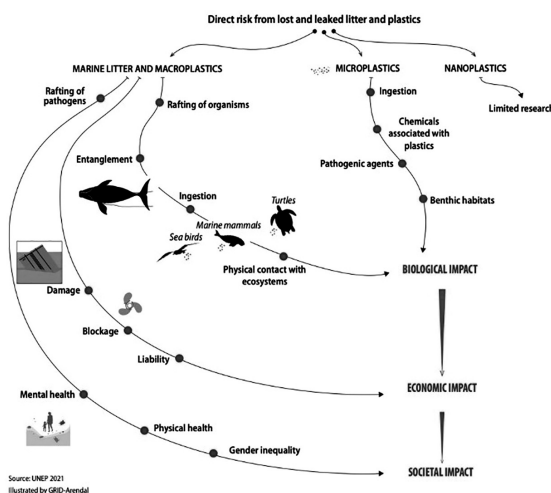 Direct risk from lost and leaked litter and plastics
MARINE LITTER AND MACROPLASTICS
MICROPLASTICS
NANOPLASTICS
Rafting of
pathogens
Rafting of organisms
Ingestion
Limited research
Chemicals
associated with
plastics
Entanglement
Pathogenic agents
Ingestion
Turtles
Benthic habitats
Marine mammals
Sea birds
Physical contact with
ecosystems
BIOLOGICAL IMPACT
Damage
Blockage
Liability
ECONOMIC IMPACT
Mental health
Physical health
Gender inequality
SOCIETAL IMPACT
Source: UNEP 2021
Illustrated by GRID-Arendal